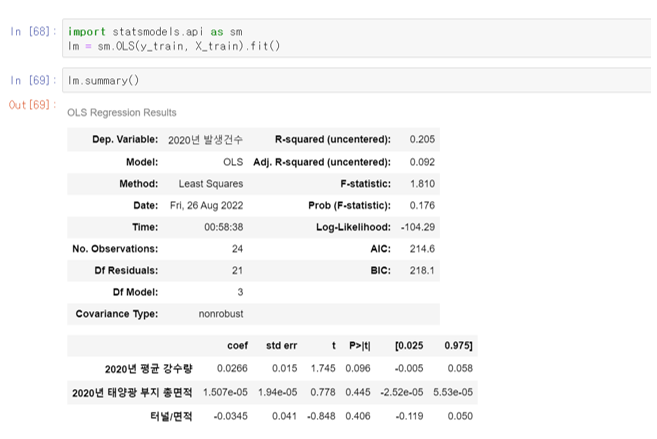 In [68]: import statsmodels.api as sm
lm = sm.OLS(y_train, X_train).fit()
In [69]: lm.summary()
Out[69]: OLS Regression Results
Dep. Variable: 2020년 발생건수 R-squared (uncentered): 0.205
Model: OLS Adj. R-squared (uncentered): 0.092
Method: Least Squares F-statistic: 1.810
Date: Fri, 26 Aug 2022 Prob (F-statistic): 0.176
Time: 00:58:38 Log-Likelihood: -104.29
No. Observations: 24 AIC: 214.6
Df Residuals: 21 BIC: 218.1
Df Model: 3
Covariance Type: nonrobust
coef std err t P>|t| [0.025 0.975]
2020년 평균 강수량 0.0266 0.015 1.745 0.096 -0.005 0.058
2020년 태양광 부지 총면적 1.507e-05 1.94e-05 0.778 0.445 -2.52e-05 5.53e-05
터널/면적 -0.0345 0.041 -0.848 0.406 -0.119 0.050